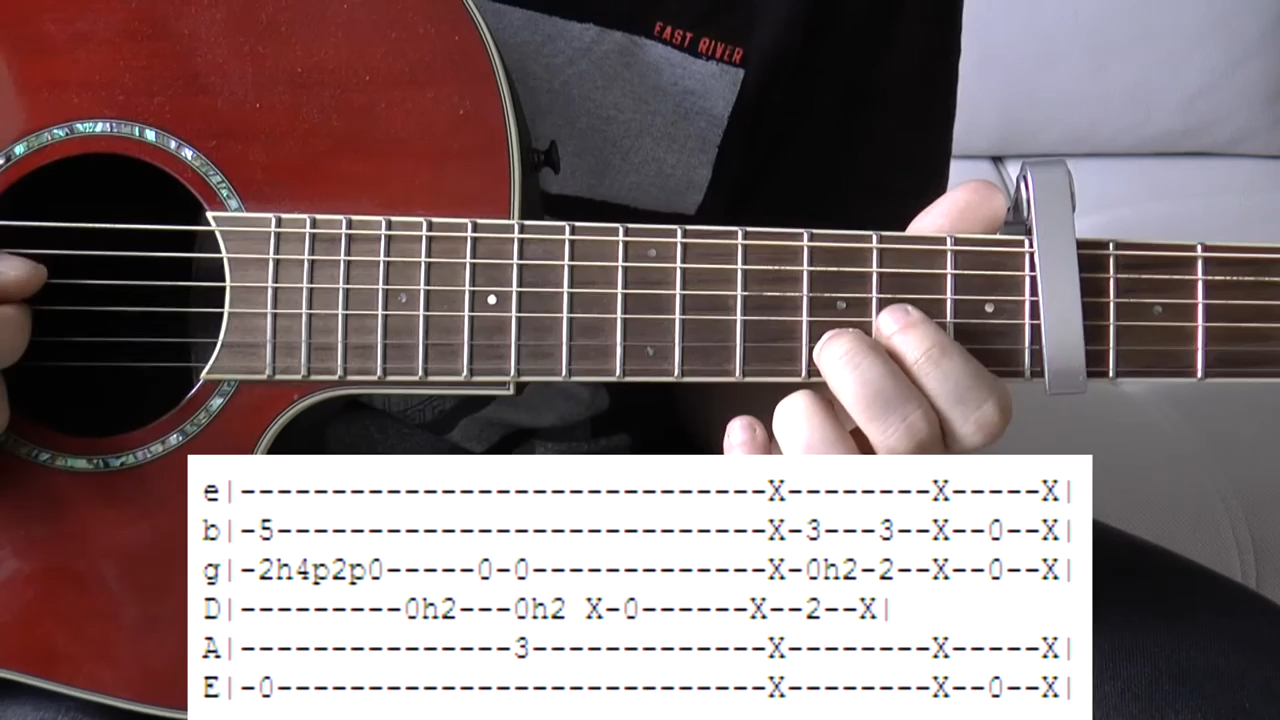 EAST RIVER
e|-----------------------------X--------X-----X|
b|-5---------------------------X-3---3--X--0--X|
g|-2h4p2p0-----0-0-------------X-0h2-2--X--0--X|
D|---------0h2---0h2 X-0------X--2--X|
A|---------------3-------------X--------X-----X|
E|-0---------------------------X--------X--0--X|